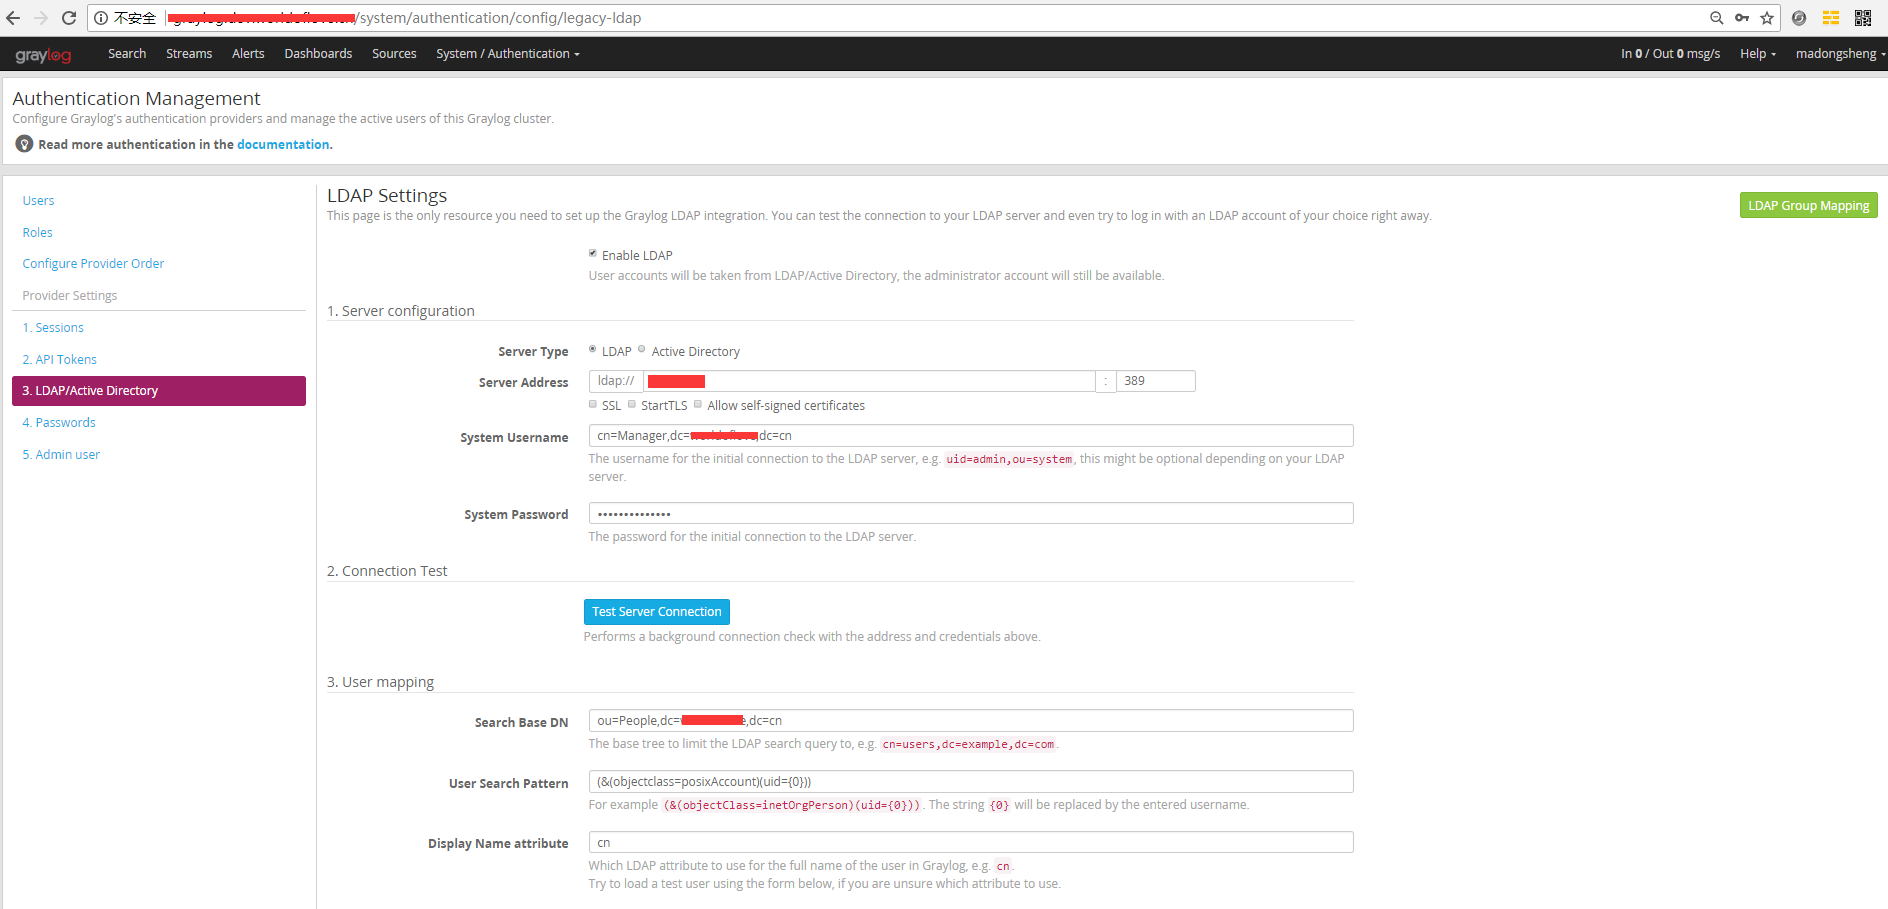 不安全 /system/authentication/config/legacy-ldap
graylog Search Streams Alerts Dashboards Sources System / Authentication In 0 / Out 0 msg/s Help madongsheng
Authentication Management
Configure Graylog's authentication providers and manage the active users of this Graylog cluster.
Read more authentication in the documentation.
Users
Roles
Configure Provider Order
Provider Settings
1. Sessions
2. API Tokens
3. LDAP/Active Directory
4. Passwords
5. Admin user
LDAP Settings
LDAP Group Mapping
This page is the only resource you need to set up the Graylog LDAP integration. You can test the connection to your LDAP server and even try to log in with an LDAP account of your choice right away.
Enable LDAP
User accounts will be taken from LDAP/Active Directory, the administrator account will still be available.
1. Server configuration
Server Type LDAP Active Directory
Server Address ldap:// : 389
SSL StartTLS Allow self-signed certificates
System Username cn=Manager,dc= ,dc=cn
The username for the initial connection to the LDAP server, e.g. uid=admin,ou=system, this might be optional depending on your LDAP
server.
System Password ••••••••••••••
The password for the initial connection to the LDAP server.
2. Connection Test
Test Server Connection
Performs a background connection check with the address and credentials above.
3. User mapping
Search Base DN ou=People,dc= ,dc=cn
The base tree to limit the LDAP search query to, e.g. cn=users,dc=example,dc=com.
User Search Pattern (&(objectclass=posixAccount)(uid={0}))
For example (&(objectClass=inetOrgPerson)(uid={0})). The string {0} will be replaced by the entered username.
Display Name attribute cn
Which LDAP attribute to use for the full name of the user in Graylog, e.g. cn.
Try to load a test user using the form below, if you are unsure which attribute to use.